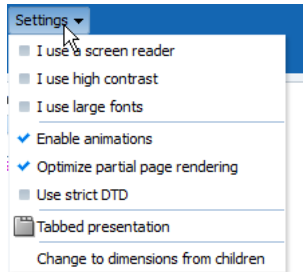 Settings
I use a screen reader
I use high contrast
I use large fonts
Enable animations
Optimize partial page rendering
Use strict DTD
Tabbed presentation
Change to dimensions from children